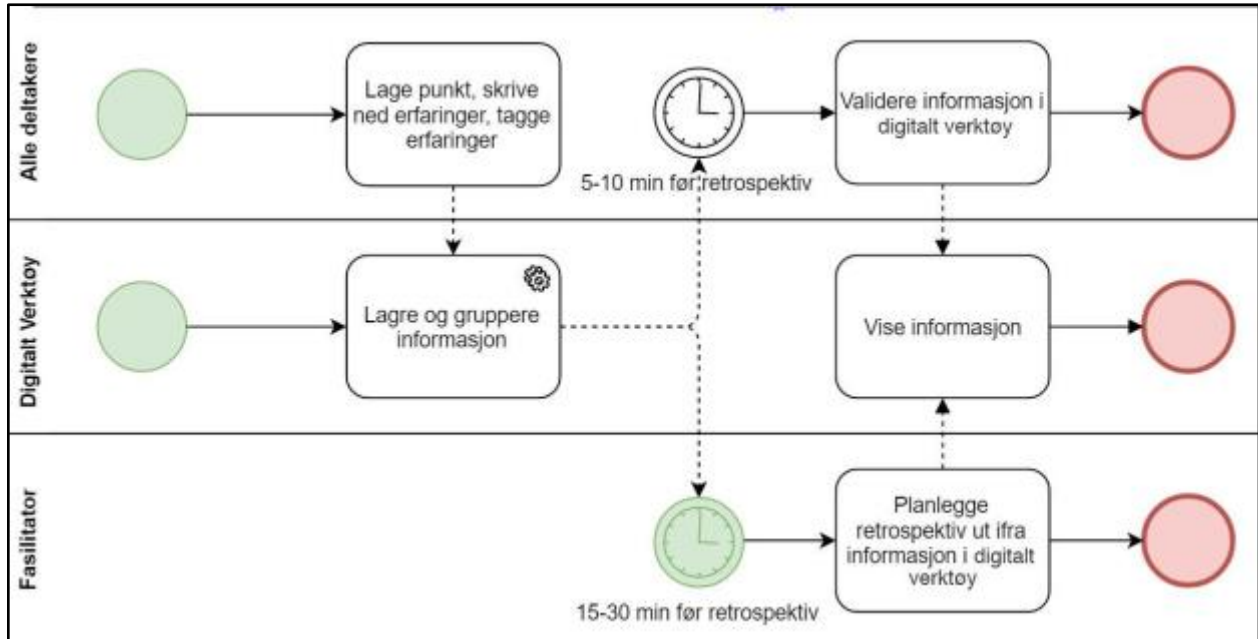 Alle deltakere
Lage punkt, skrive
ned erfaringer, tagge
erfaringer
5-10 min før retrospektiv
Validere informasjon i
digitalt verktøy
Digitalt Verktøy
Lagre og gruppere
informasjon
Vise informasjon
Fasilitator
15-30 min før retrospektiv
Planlegge
retrospektiv ut ifra
informasjon i digitalt
verktøy